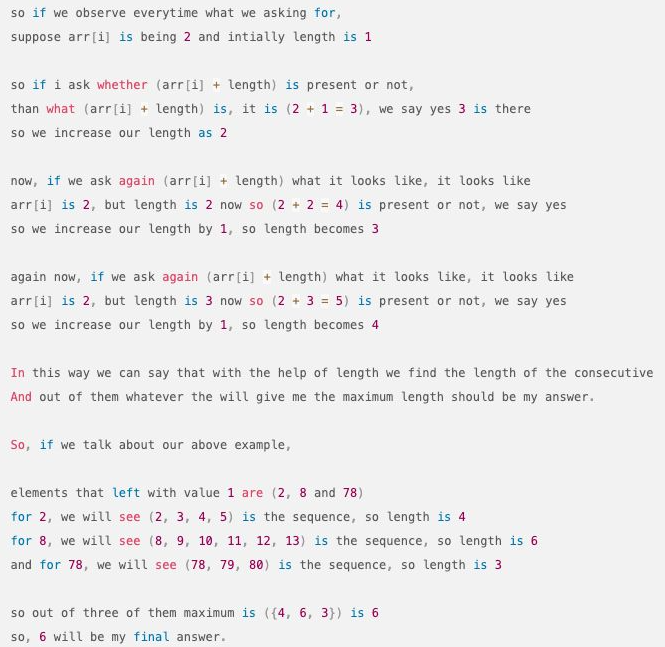 so if we observe everytime what we asking for,
suppose arr[i] is being 2 and intially length is 1
so if i ask whether (arr[i] + length) is present or not,
than what (arr[i] + length) is, it is (2 + 1 = 3), we say yes 3 is there
so we increase our length as 2
now, if we ask again (arr[i] + length) what it looks like, it looks like
arr[i] is 2, but length is 2 now so (2 + 2 = 4) is present or not, we say yes
so we increase our length by 1, so length becomes 3
again now, if we ask again (arr[i] + length) what it looks like, it looks like
arr[i] is 2, but length is 3 now so (2 + 3 = 5) is present or not, we say yes
so we increase our length by 1, so length becomes 4
In this way we can say that with the help of length we find the length of the consecutive
And out of them whatever the will give me the maximum length should be my answer.
So, if we talk about our above example,
elements that left with value 1 are (2, 8 and 78)
for 2, we will see (2, 3, 4, 5) is the sequence, so length is 4
for 8, we will see (8, 9, 10, 11, 12, 13) is the sequence, so length is 6
and for 78, we will see (78, 79, 80) is the sequence, so length is 3
so out of three of them maximum is ({4, 6, 3}) is 6
so, 6 will be my final answer.